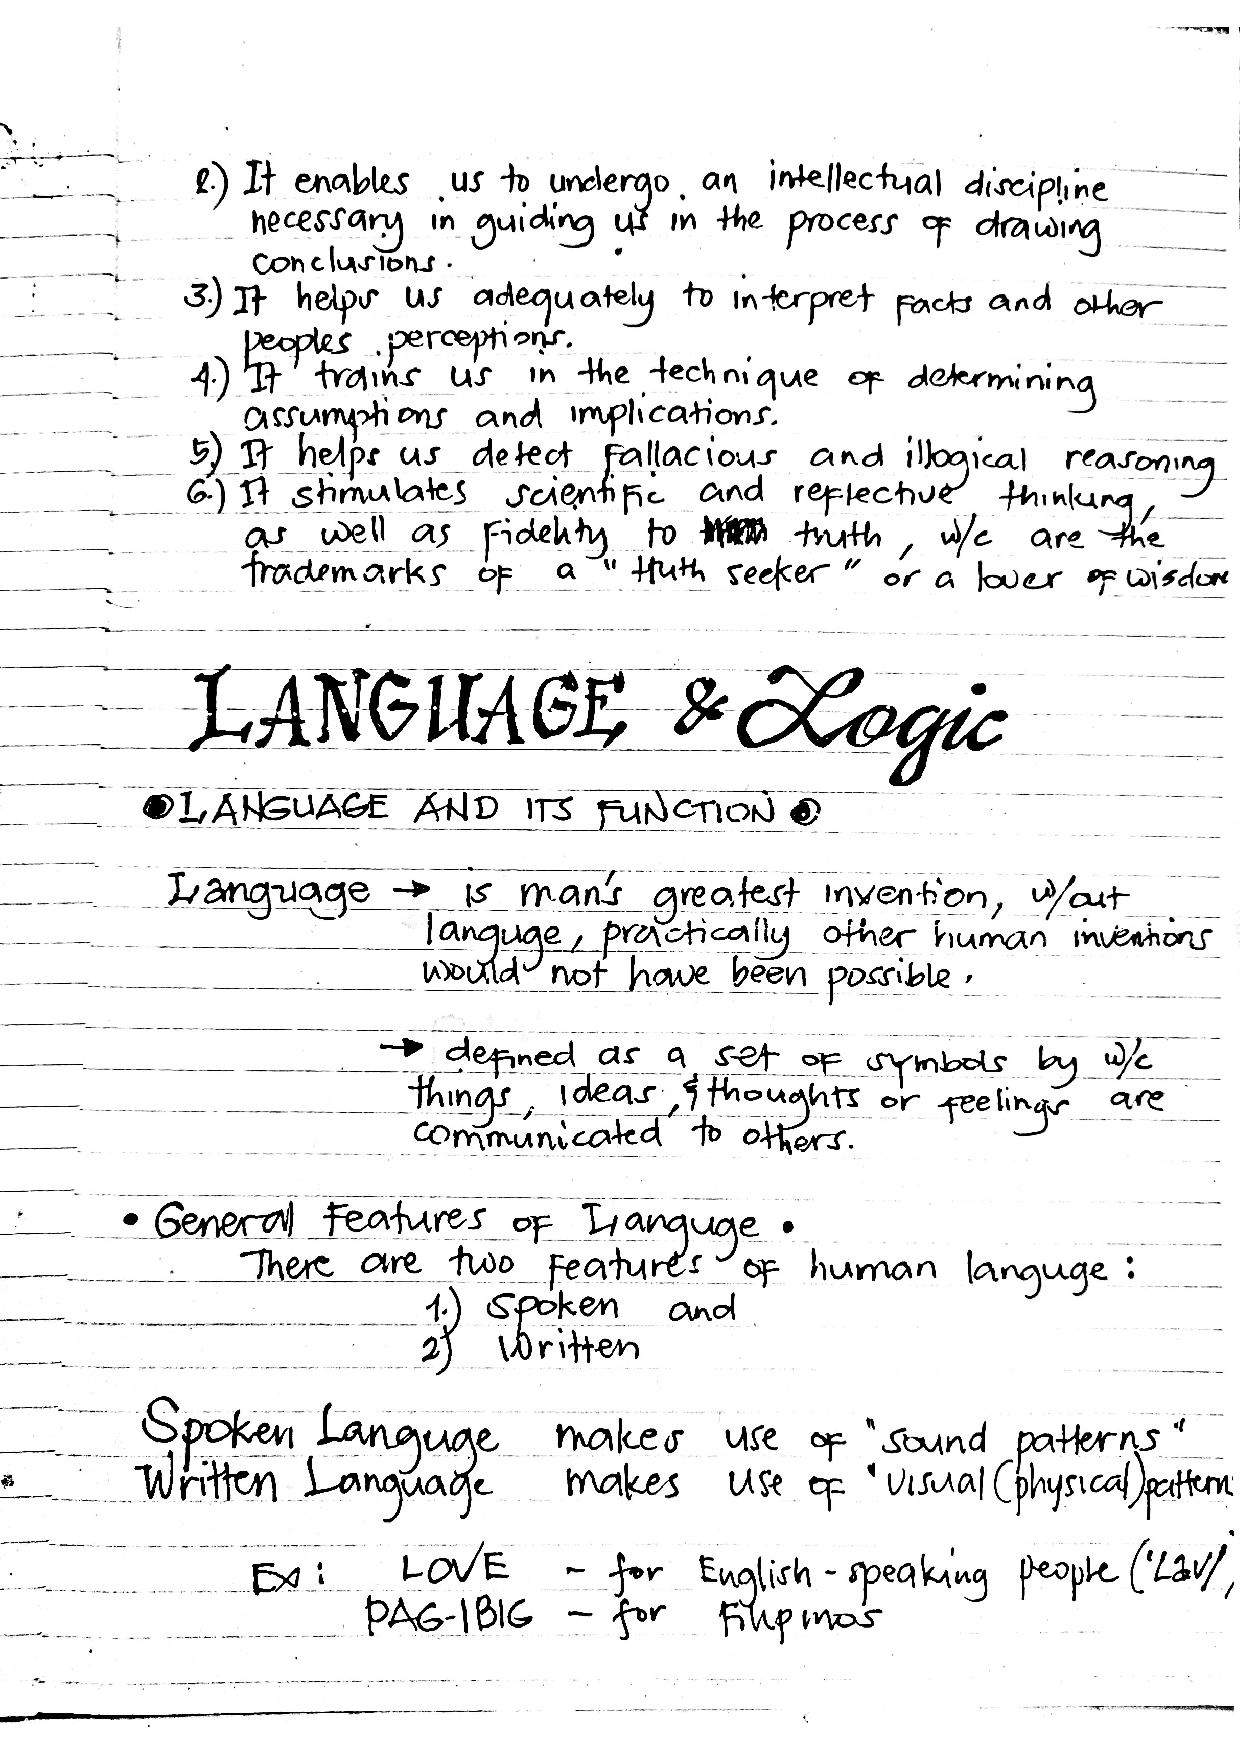 2.) It enables us to undergo an intellectual discipline
necessary in guiding us in the process of drawing
conclusions.
3.) It helps us adequately to interpret facts and other
peoples perceptions.
4.) It trains us in the technique of determining
assumptions and implications.
5) It helps us detect fallacious and illogical reasoning
6.) It stimulates scientific and reflective thinking,
as well as fidelity to truth, w/c are the
trademarks of a "truth seeker" or a lover of wisdom
LANGUAGE & Logic
LANGUAGE AND ITS FUNCTION
Language → is man's greatest invention, w/out
languge, practically other human inventions
would not have been possible.
→ defined as a set of symbols by w/c
things, ideas, & thoughts or feelings are
communicated to others.
• General Features of Languge •
There are two features of human languge:
1.) Spoken and
2) Written
Spoken Languge makes use of "sound patterns"
Written Language makes use of "visual (physical) pattern
Ex: LOVE - for English-speaking people ('Lav/,
PAG-IBIG - for Filipinos